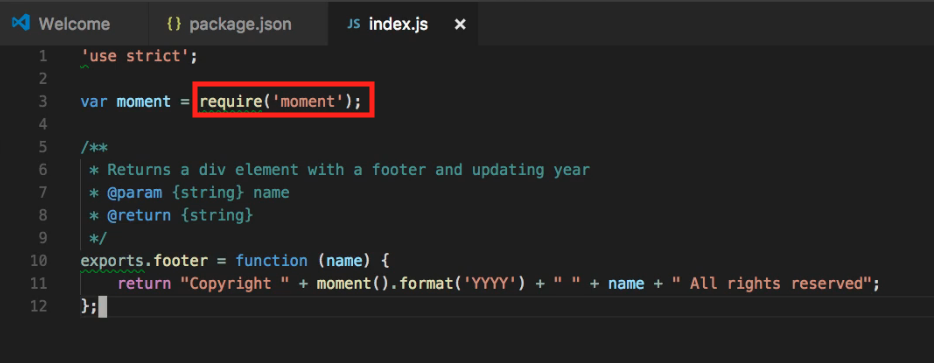 Welcome {} package.json JS index.js ×
1 'use strict';
2
3 var moment = require('moment');
4
5 /**
6 * Returns a div element with a footer and updating year
7 * @param {string} name
8 * @return {string}
9 */
10 exports.footer = function (name) {
11 return "Copyright " + moment().format('YYYY') + " " + name + " All rights reserved";
12 };